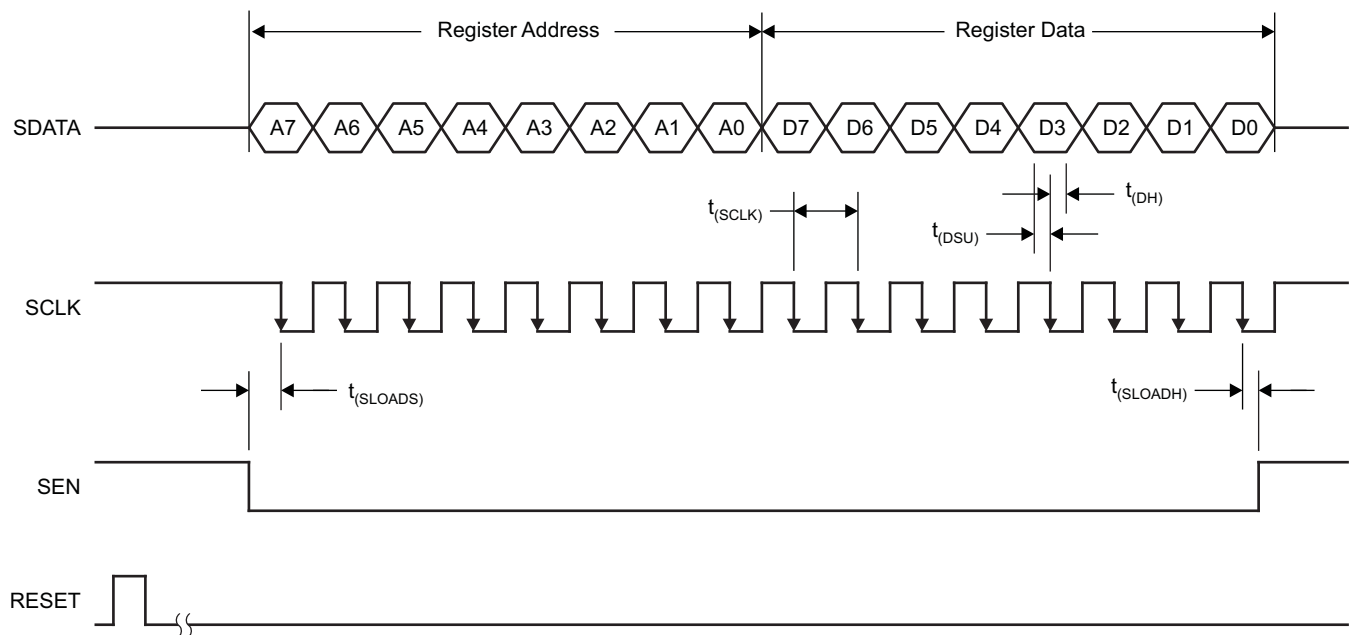 Register Address Register Data
SDATA A7 A6 A5 A4 A3 A2 A1 A0 D7 D6 D5 D4 D3 D2 D1 D0
t(SCLK) t(DH)
t(DSU)
SCLK
t(SLOADS) t(SLOADH)
SEN
RESET